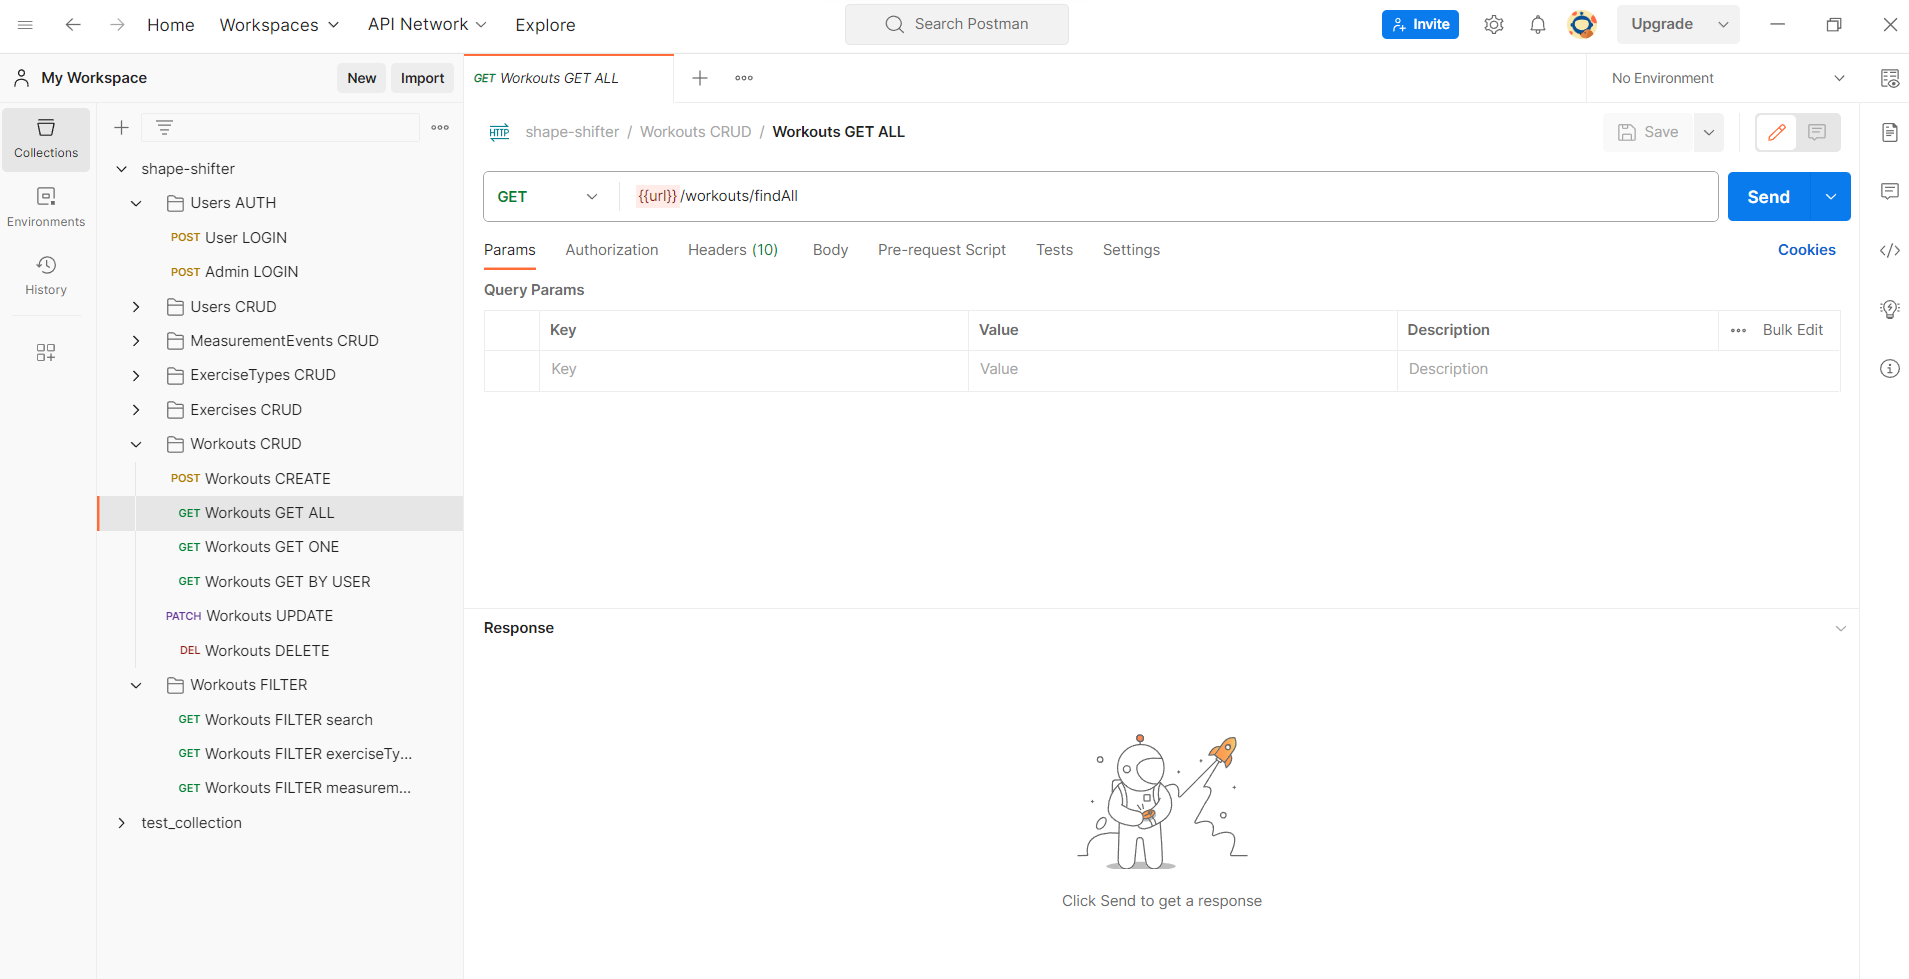 Home Workspaces API Network Explore Search Postman Invite Upgrade
My Workspace New Import
GET Workouts GET ALL
No Environment
Collections
Environments
History
shape-shifter
Users AUTH
POST User LOGIN
POST Admin LOGIN
Users CRUD
MeasurementEvents CRUD
ExerciseTypes CRUD
Exercises CRUD
Workouts CRUD
POST Workouts CREATE
GET Workouts GET ALL
GET Workouts GET ONE
GET Workouts GET BY USER
PATCH Workouts UPDATE
DEL Workouts DELETE
Workouts FILTER
GET Workouts FILTER search
GET Workouts FILTER exerciseTy...
GET Workouts FILTER measurem...
test_collection
HTTP shape-shifter / Workouts CRUD / Workouts GET ALL
Save
GET {{url}}/workouts/findAll
Send
Params Authorization Headers (10) Body Pre-request Script Tests Settings Cookies
Query Params
Key Value Description Bulk Edit
Key Value Description
Response
Click Send to get a response